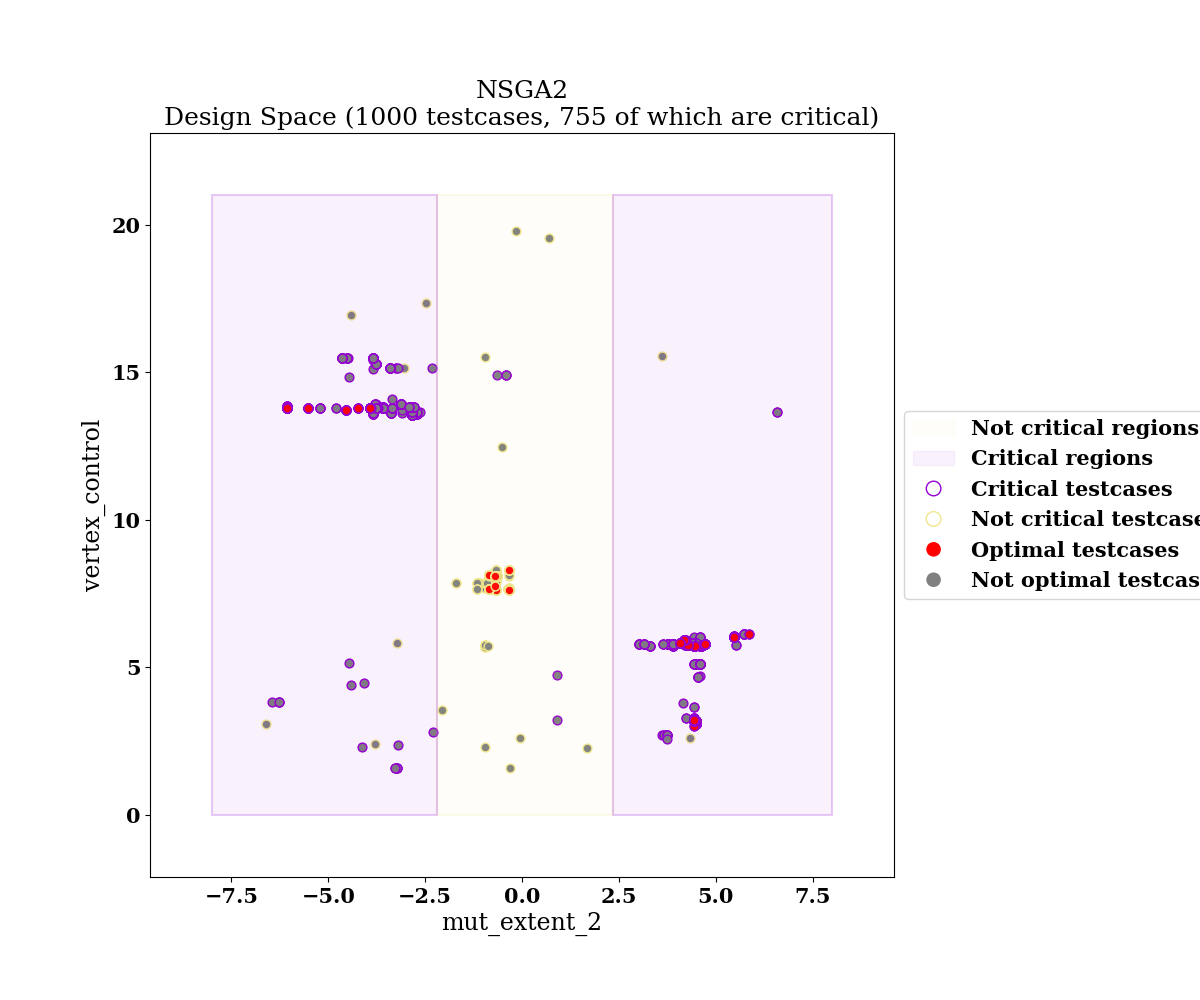 NSGA2
Design Space (1000 testcases, 755 of which are critical)
20
15
10
5
0
vertex_control
−7.5
−5.0
−2.5
0.0
2.5
5.0
7.5
mut_extent_2
Not critical regions
Critical regions
Critical testcases
Not critical testcase
Optimal testcases
Not optimal testcas